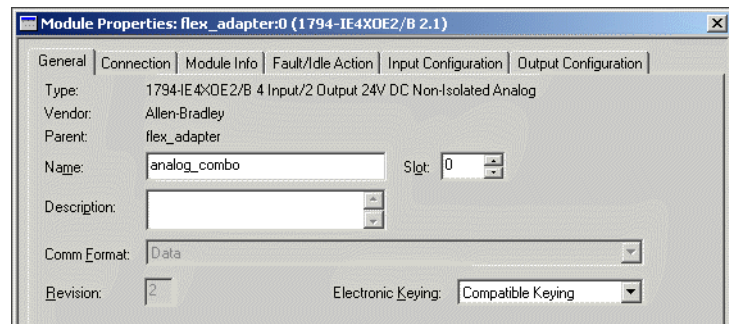 Module Properties: flex_adapter:0 (1794-IE4XOE2/B 2.1)
General Connection Module Info Fault/Idle Action Input Configuration Output Configuration
Type: 1794-IE4XOE2/B 4 Input/2 Output 24V DC Non-Isolated Analog
Vendor: Allen-Bradley
Parent: flex_adapter
Name: analog_combo Slot: 0
Description:
Comm Format: Data
Revision: 2 Electronic Keying: Compatible Keying